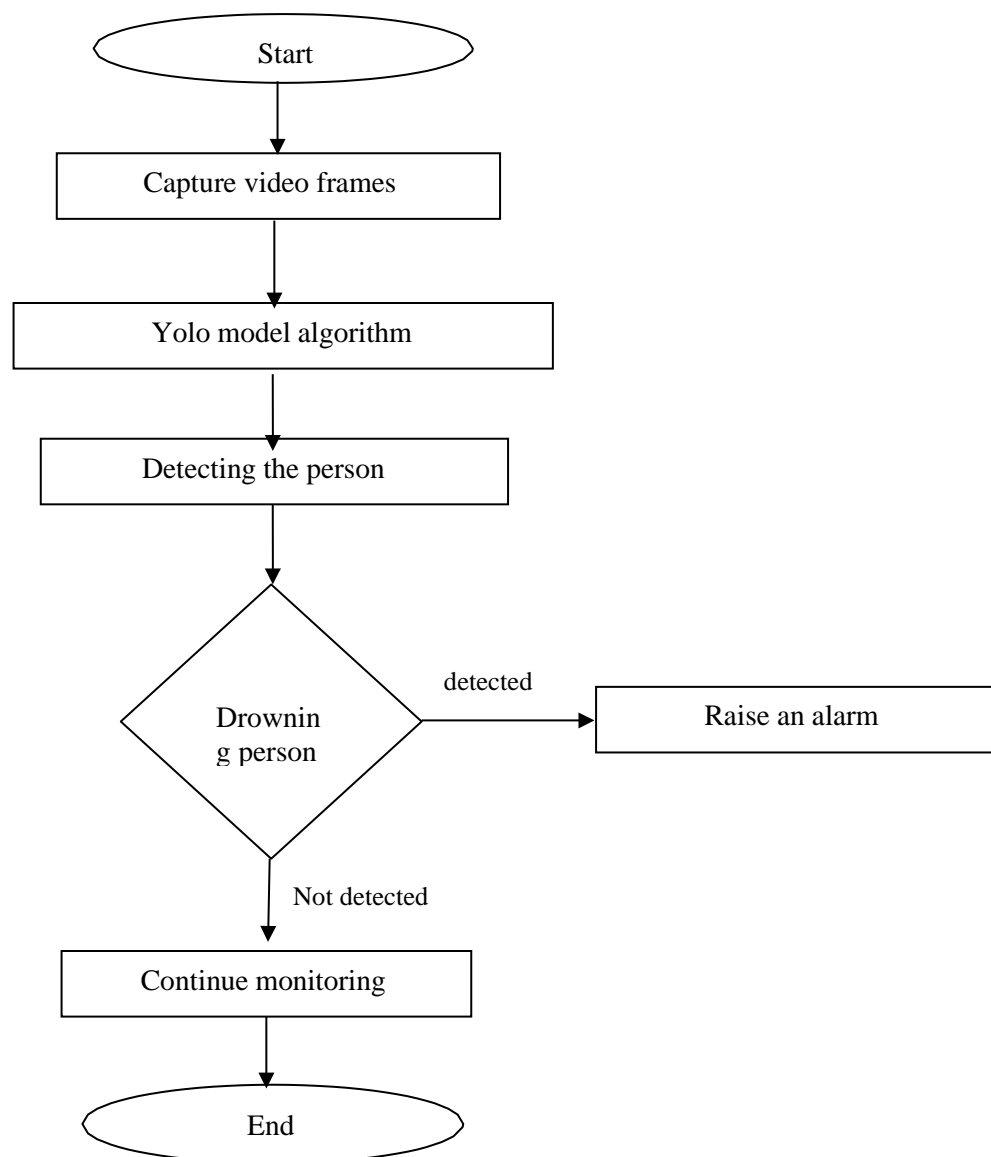 Start
Capture video frames
Yolo model algorithm
Detecting the person
detected
Raise an alarm
Drownin
g person
Not detected
Continue monitoring
End